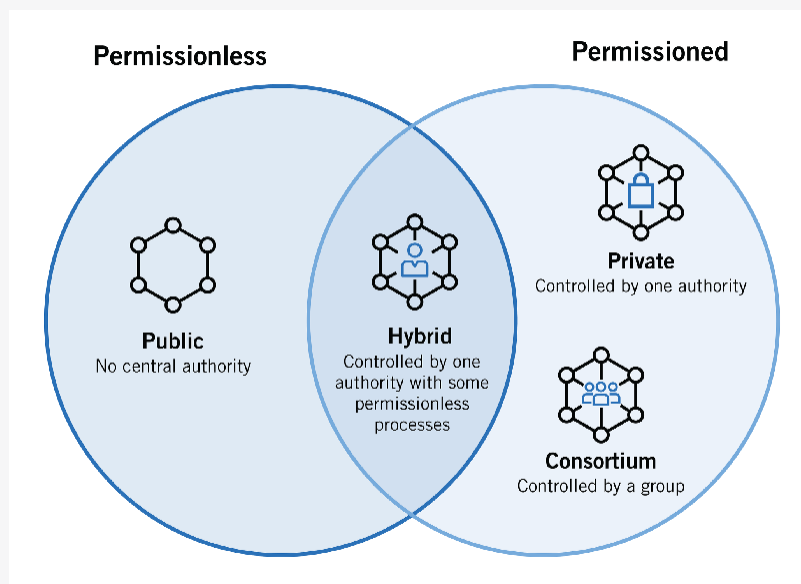 Permissionless
Permissioned
Public
No central authority
Hybrid
Controlled by one
authority with some
permissionless
processes
Private
Controlled by one authority
Consortium
Controlled by a group